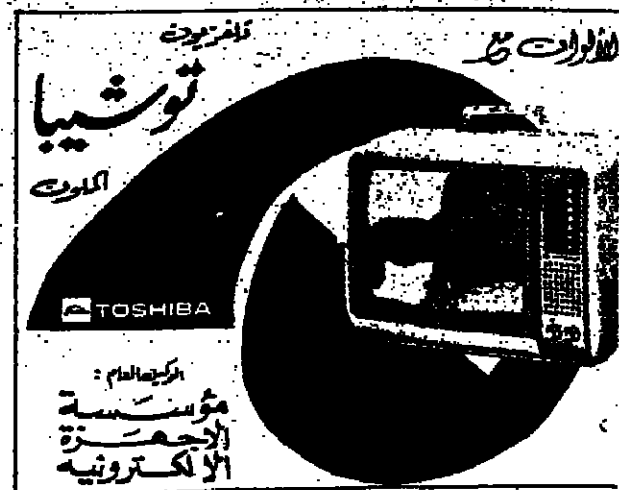 الألوان مع
تلفزيون
توشيبا
الملون
TOSHIBA
الوكيل العام :
مؤسسة
الاجهزة
الالكترونية